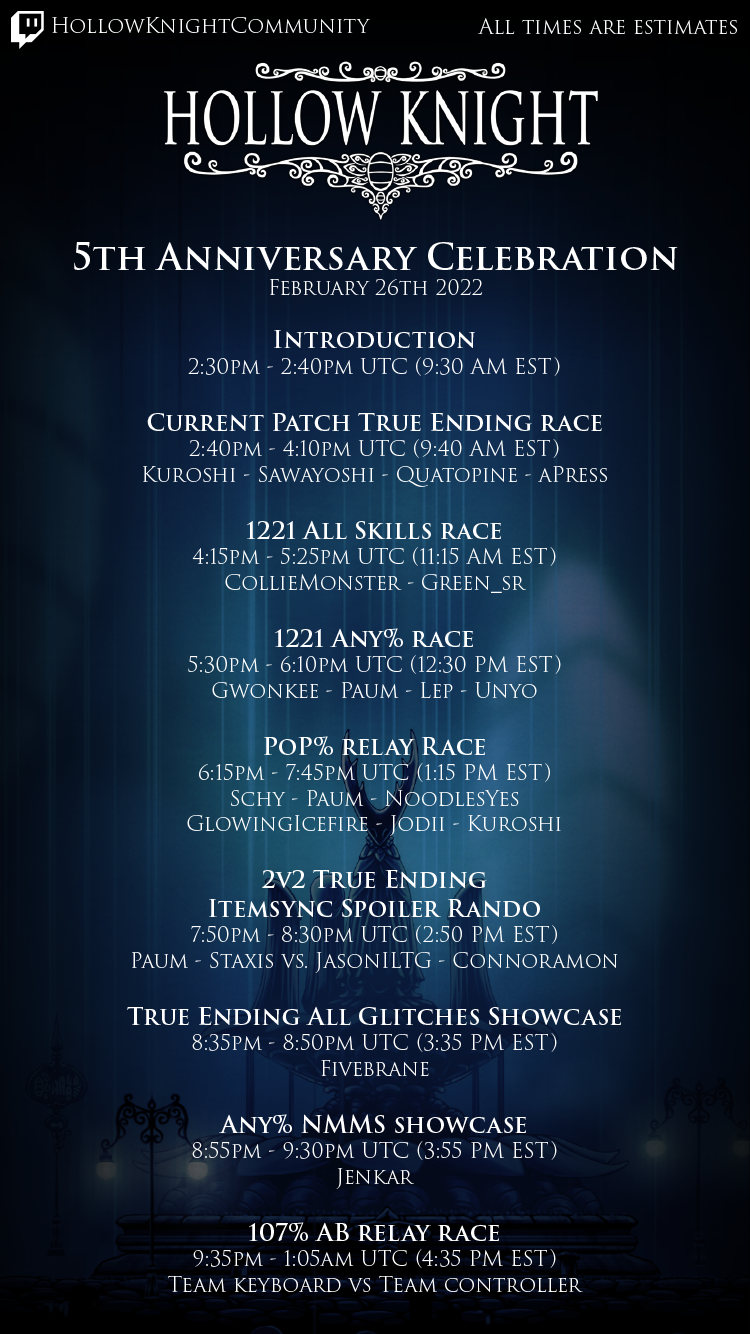 HollowKnightCommunity
All times are estimates
HOLLOW KNIGHT
5th Anniversary Celebration
February 26th 2022
Introduction
2:30pm - 2:40pm UTC (9:30 AM EST)
Current Patch True Ending race
2:40pm - 4:10pm UTC (9:40 AM EST)
Kuroshi - Sawayoshi - Quatopine - aPress
1221 All Skills race
4:15pm - 5:25pm UTC (11:15 AM EST)
CollieMonster - Green_sr
1221 Any% race
5:30pm - 6:10pm UTC (12:30 PM EST)
Gwonkee - Paum - Lep - Unyo
PoP% relay Race
6:15pm - 7:45pm UTC (1:15 PM EST)
Schy - Paum - NoodlesYes
GlowingIcefire - Jodii - Kuroshi
2v2 True Ending
Itemsync Spoiler Rando
7:50pm - 8:30pm UTC (2:50 PM EST)
Paum - Staxis vs. JasonILTG - Connoramon
True Ending All Glitches Showcase
8:35pm - 8:50pm UTC (3:35 PM EST)
Fivebrane
Any% NMMS showcase
8:55pm - 9:30pm UTC (3:55 PM EST)
Jenkar
107% AB relay race
9:35pm - 1:05am UTC (4:35 PM EST)
Team keyboard vs Team controller